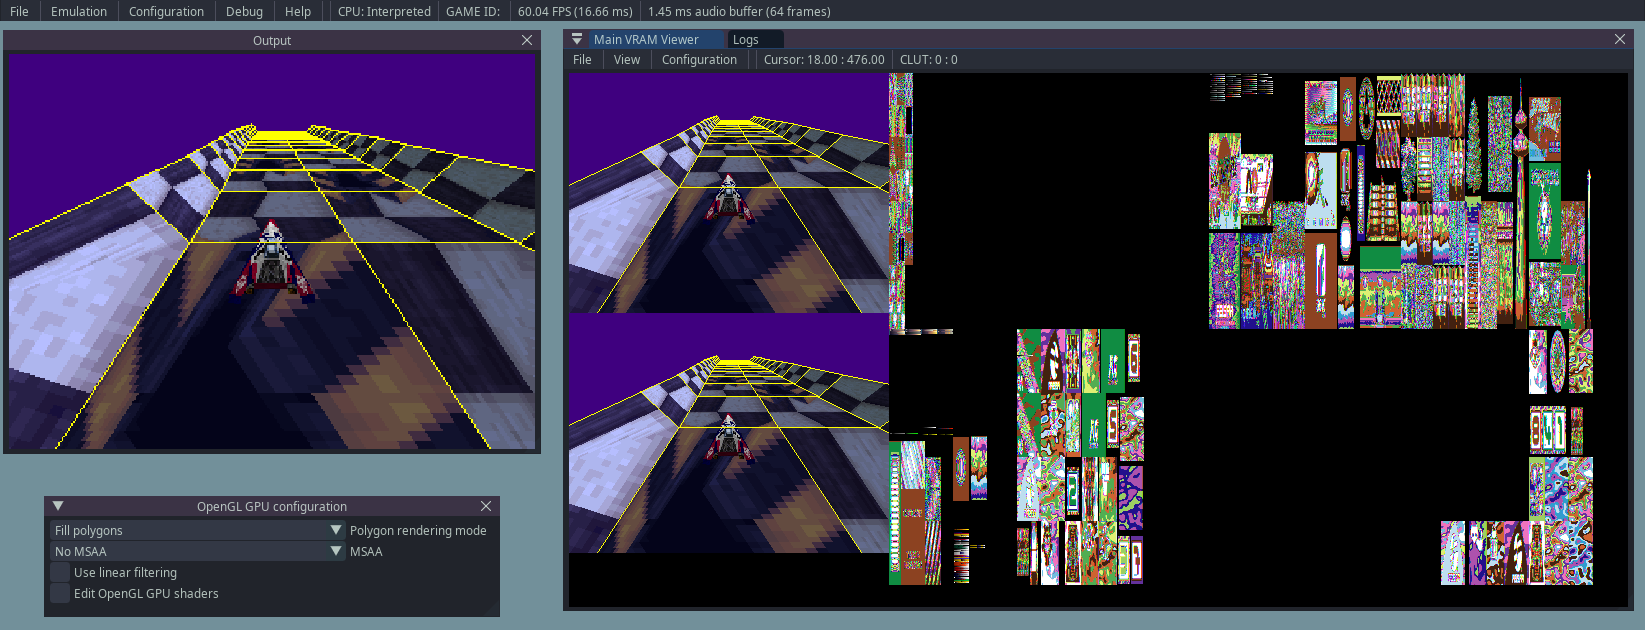 File Emulation Configuration Debug Help CPU: Interpreted GAME ID: 60.04 FPS (16.66 ms) 1.45 ms audio buffer (64 frames)
Output
Main VRAM Viewer Logs
File View Configuration Cursor: 18.00 : 476.00 CLUT: 0 : 0
OpenGL GPU configuration
Fill polygons Polygon rendering mode
No MSAA MSAA
Use linear filtering
Edit OpenGL GPU shaders